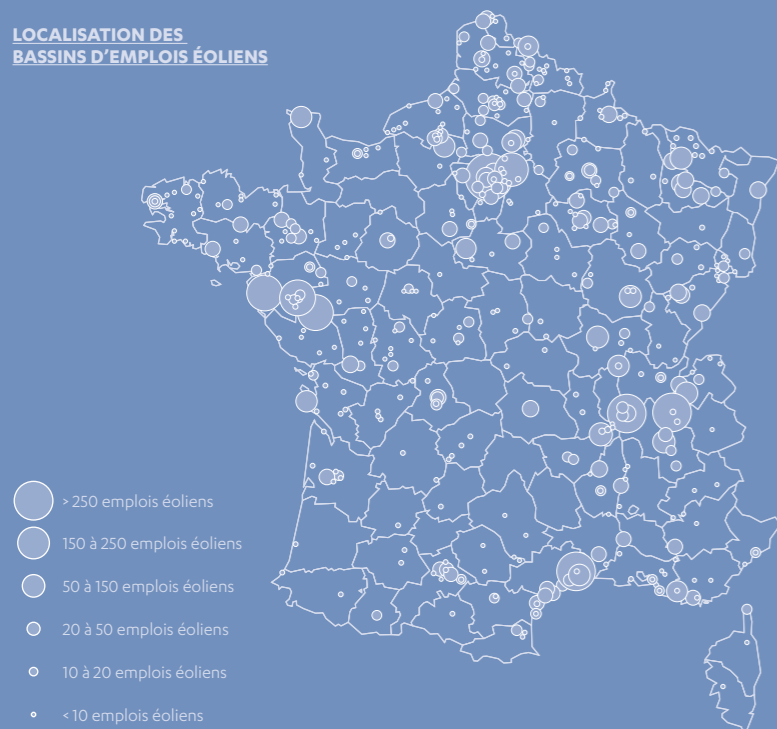 LOCALISATION DES
BASSINS D'EMPLOIS ÉOLIENS
> 250 emplois éoliens
150 à 250 emplois éoliens
50 à 150 emplois éoliens
20 à 50 emplois éoliens
10 à 20 emplois éoliens
< 10 emplois éoliens